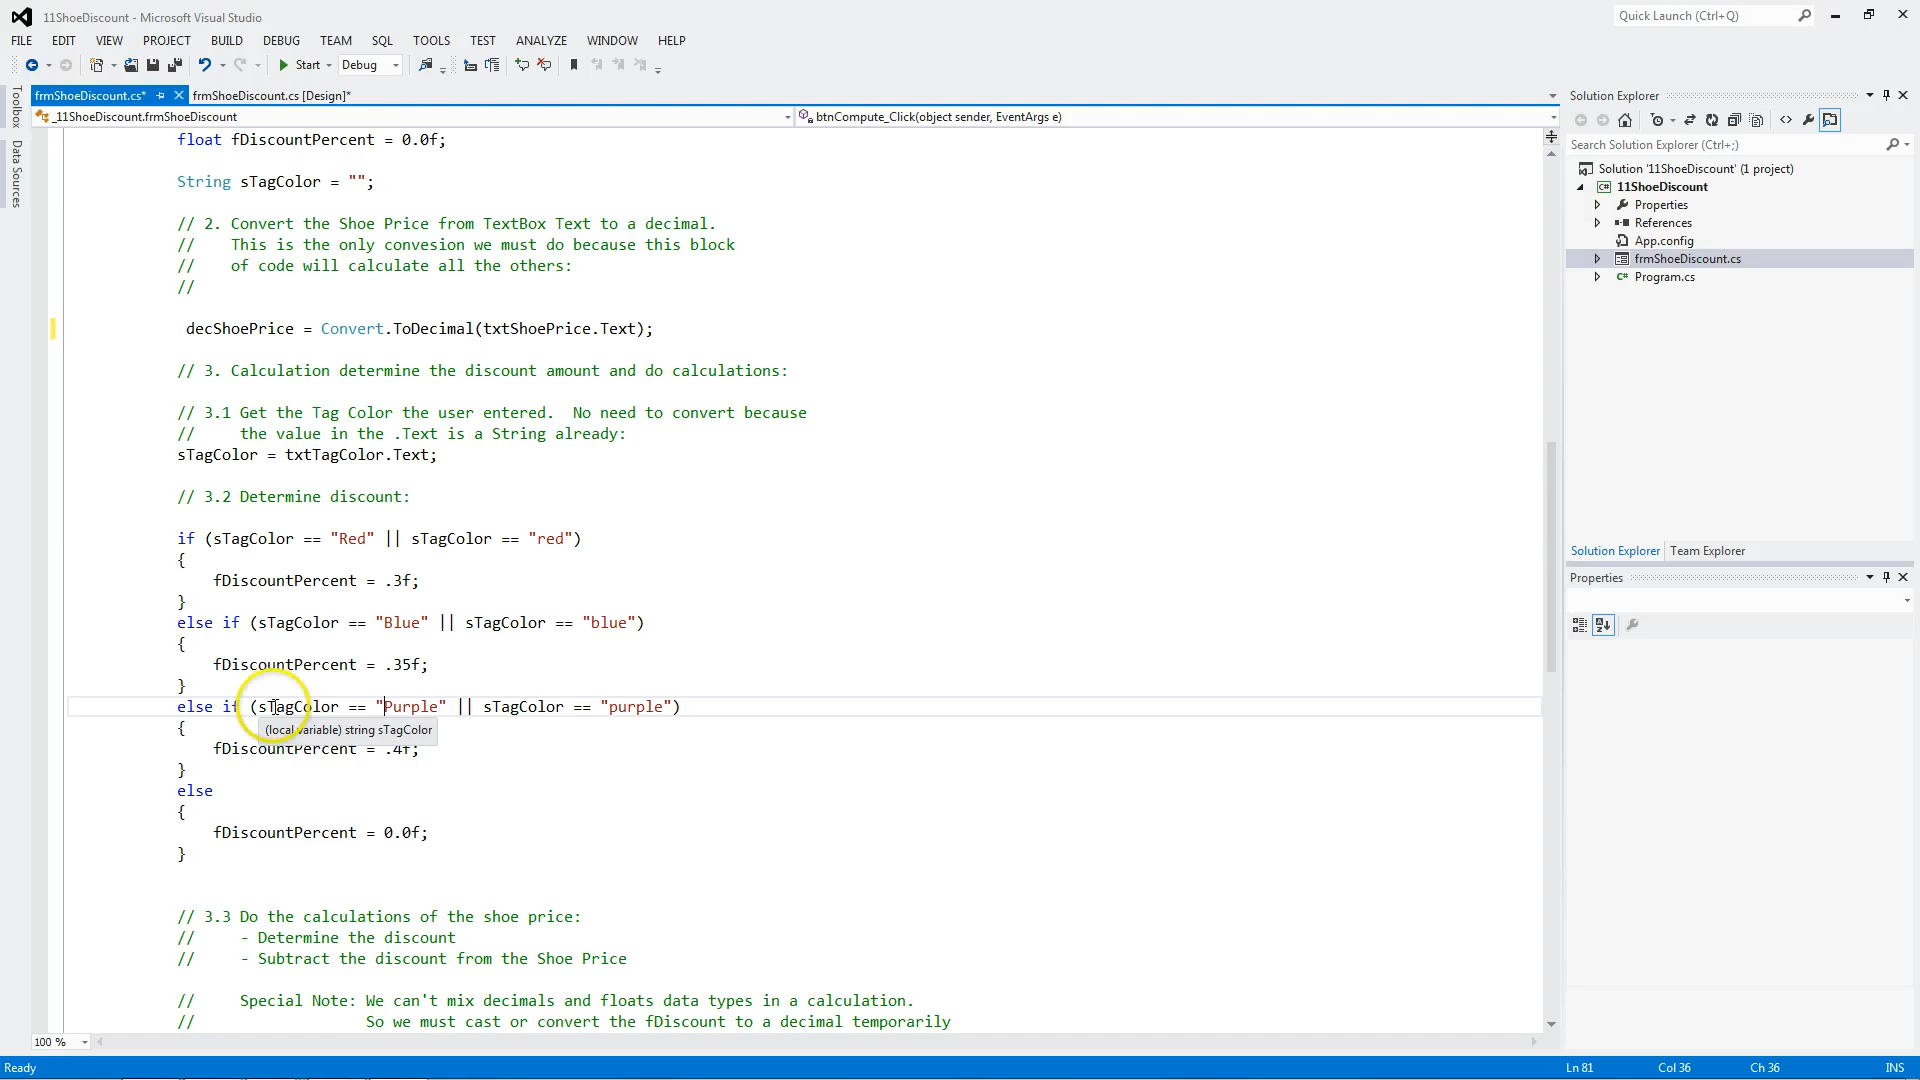 11ShoeDiscount - Microsoft Visual Studio
Quick Launch (Ctrl+Q)
FILE EDIT VIEW PROJECT BUILD DEBUG TEAM SQL TOOLS TEST ANALYZE WINDOW HELP
Start Debug
Toolbox
Data Sources
frmShoeDiscount.cs* frmShoeDiscount.cs [Design]*
_11ShoeDiscount.frmShoeDiscount btnCompute_Click(object sender, EventArgs e)
float fDiscountPercent = 0.0f;
String sTagColor = "";
// 2. Convert the Shoe Price from TextBox Text to a decimal.
// This is the only convesion we must do because this block
// of code will calculate all the others:
//
decShoePrice = Convert.ToDecimal(txtShoePrice.Text);
// 3. Calculation determine the discount amount and do calculations:
// 3.1 Get the Tag Color the user entered. No need to convert because
// the value in the .Text is a String already:
sTagColor = txtTagColor.Text;
// 3.2 Determine discount:
if (sTagColor == "Red" || sTagColor == "red")
{
fDiscountPercent = .3f;
}
else if (sTagColor == "Blue" || sTagColor == "blue")
{
fDiscountPercent = .35f;
}
else if (sTagColor == "Purple" || sTagColor == "purple")
{
(local variable) string sTagColor
fDiscountPercent = .4f;
}
else
{
fDiscountPercent = 0.0f;
}
// 3.3 Do the calculations of the shoe price:
// - Determine the discount
// - Subtract the discount from the Shoe Price
// Special Note: We can't mix decimals and floats data types in a calculation.
// So we must cast or convert the fDiscount to a decimal temporarily
100 %
Solution Explorer
Search Solution Explorer (Ctrl+;)
Solution '11ShoeDiscount' (1 project)
11ShoeDiscount
Properties
References
App.config
frmShoeDiscount.cs
Program.cs
Solution Explorer Team Explorer
Properties
Ready Ln 81 Col 36 Ch 36 INS